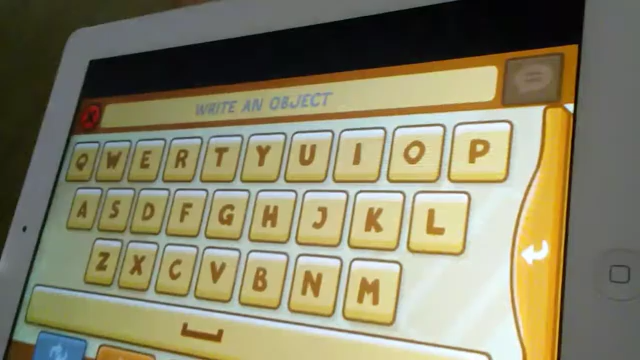 WRITE AN OBJECT
Q W E R T Y U I O P
A S D F G H J K L
Z X C V B N M